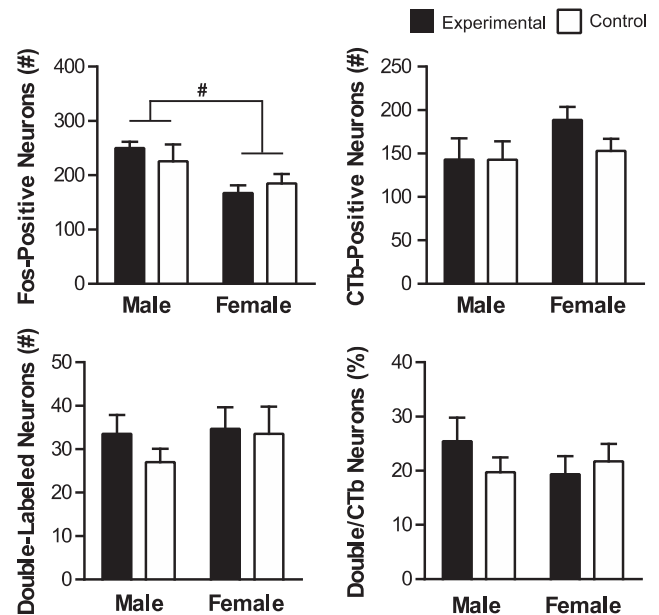 Experimental Control
Fos-Positive Neurons (#)
400
300
200
100
0
#
Male Female
CTb-Positive Neurons (#)
250
200
150
100
50
0
Male Female
Double-Labeled Neurons (#)
50
40
30
20
10
0
Male Female
Double/CTb Neurons (%)
40
30
20
10
0
Male Female